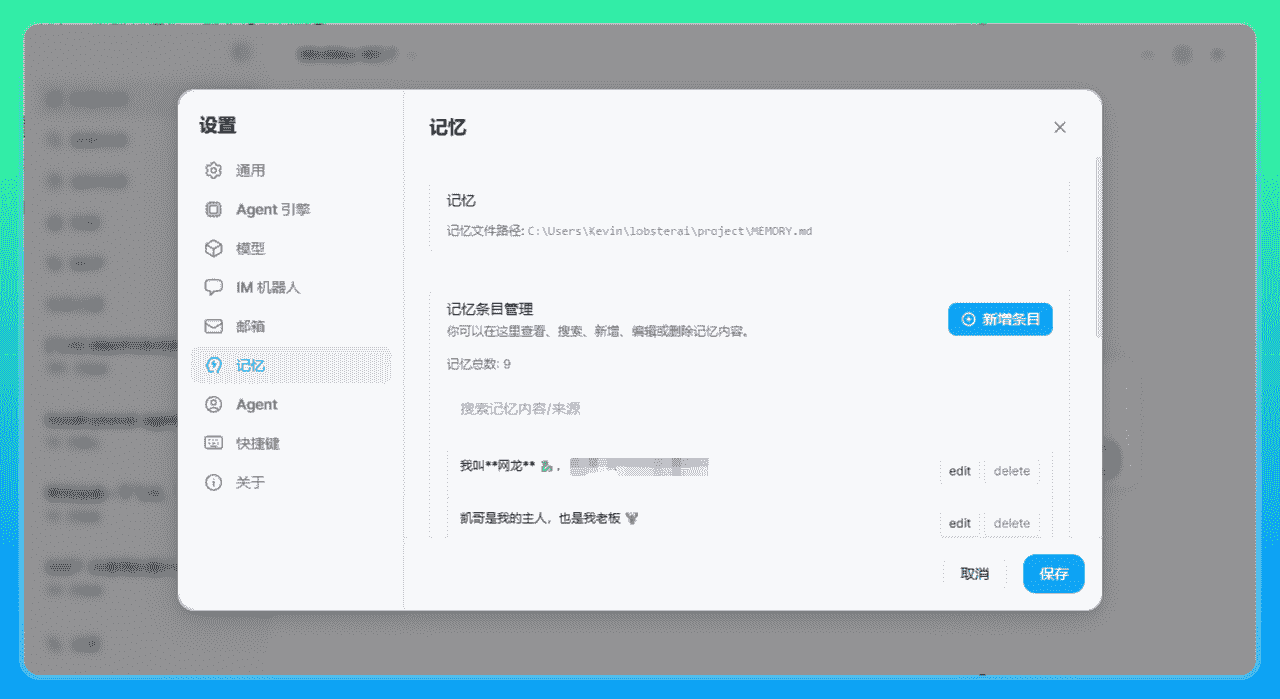 设置
通用
Agent 引擎
模型
IM 机器人
邮箱
记忆
Agent
快捷键
关于
记忆
记忆
记忆文件路径: C:\Users\Kevin\lobsterai\project\MEMORY.md
记忆条目管理
你可以在这里查看、搜索、新增、编辑或删除记忆内容。
新增条目
记忆总数: 9
搜索记忆内容/来源
我叫**网龙** 🐉，
edit delete
凯哥是我的主人，也是我老板 🦞
edit delete
取消 保存